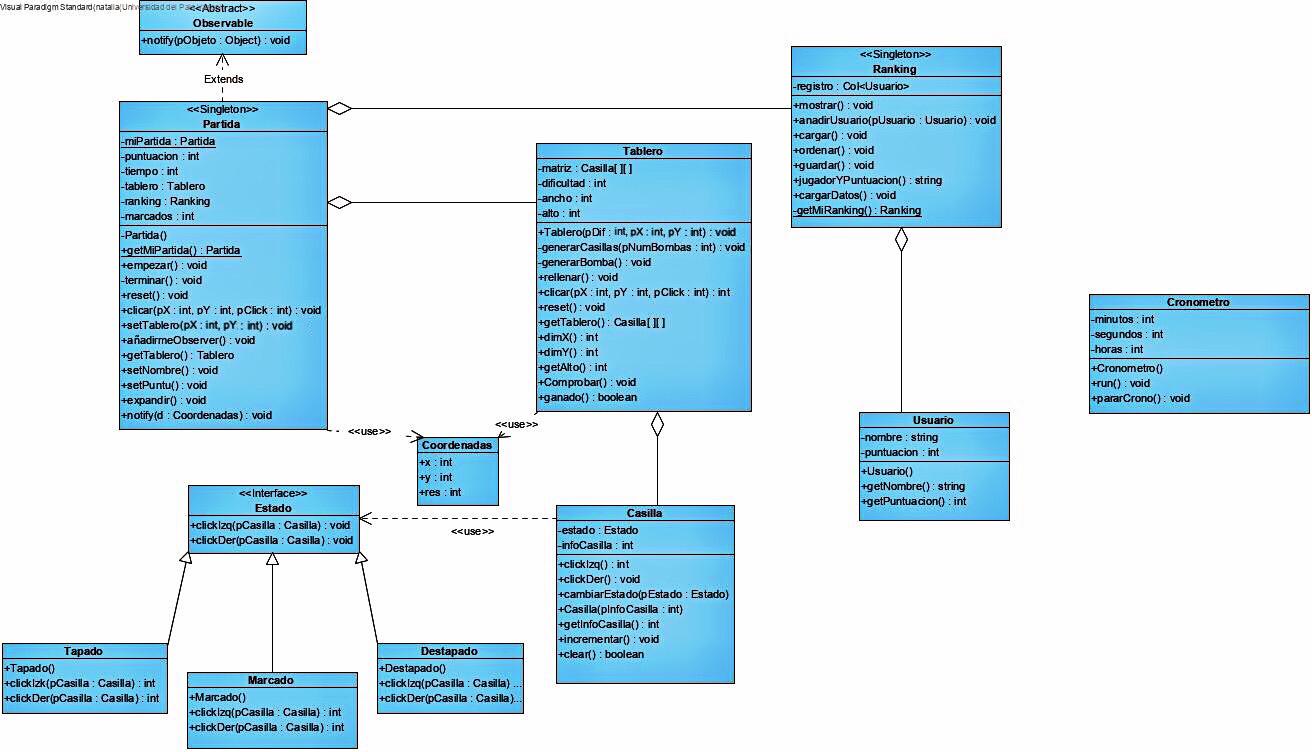 Visual Paradigm Standard(natalia(Universidad del
<<Abstract>>
Observable
+notify(pObjeto : Object) : void
Extends
<<Singleton>>
Partida
-miPartida : Partida
-puntuacion : int
-tiempo : int
-tablero : Tablero
-ranking : Ranking
-marcados : int
-Partida()
+getMiPartida() : Partida
+empezar() : void
-terminar() : void
+reset() : void
+clicar(pX : int, pY : int, pClick : int) : void
+setTablero(pX : int, pY : int) : void
+añadirmeObserver() : void
+getTablero() : Tablero
+setNombre() : void
+setPuntu() : void
+expandir() : void
+notify(d : Coordenadas) : void
<<Singleton>>
Ranking
-registro : Col<Usuario>
+mostrar() : void
+anadirUsuario(pUsuario : Usuario) : void
+cargar() : void
+ordenar() : void
+guardar() : void
+jugadorYPuntuacion() : string
+cargarDatos() : void
-getMiRanking() : Ranking
Tablero
-matriz : Casilla[ ][ ]
-dificultad : int
-ancho : int
-alto : int
+Tablero(pDif : int, pX : int, pY : int) : void
-generarCasillas(pNumBombas : int) : void
-generarBomba() : void
+rellenar() : void
+clicar(pX : int, pY : int, pClick : int) : int
+reset() : void
+getTablero() : Casilla[ ][ ]
+dimX() : int
+dimY() : int
+getAlto() : int
+Comprobar() : void
+ganado() : boolean
Cronometro
-minutos : int
-segundos : int
-horas : int
+Cronometro()
+run() : void
+pararCrono() : void
Usuario
-nombre : string
-puntuacion : int
+Usuario()
+getNombre() : string
+getPuntuacion() : int
<<use>>
<<use>>
Coordenadas
+x : int
+y : int
+res : int
<<Interface>>
Estado
+clickIzq(pCasilla : Casilla) : void
+clickDer(pCasilla : Casilla) : void
<<use>>
Casilla
-estado : Estado
-infoCasilla : int
+clickIzq() : int
+clickDer() : void
+cambiarEstado(pEstado : Estado)
+Casilla(pInfoCasilla : int)
+getInfoCasilla() : int
+incrementar() : void
+clear() : boolean
Tapado
+Tapado()
+clickIzk(pCasilla : Casilla) : int
+clickDer(pCasilla : Casilla) : int
Marcado
+Marcado()
+clickIzq(pCasilla : Casilla) : int
+clickDer(pCasilla : Casilla) : int
Destapado
+Destapado()
+clickIzq(pCasilla : Casilla) ...
+clickDer(pCasilla : Casilla)...